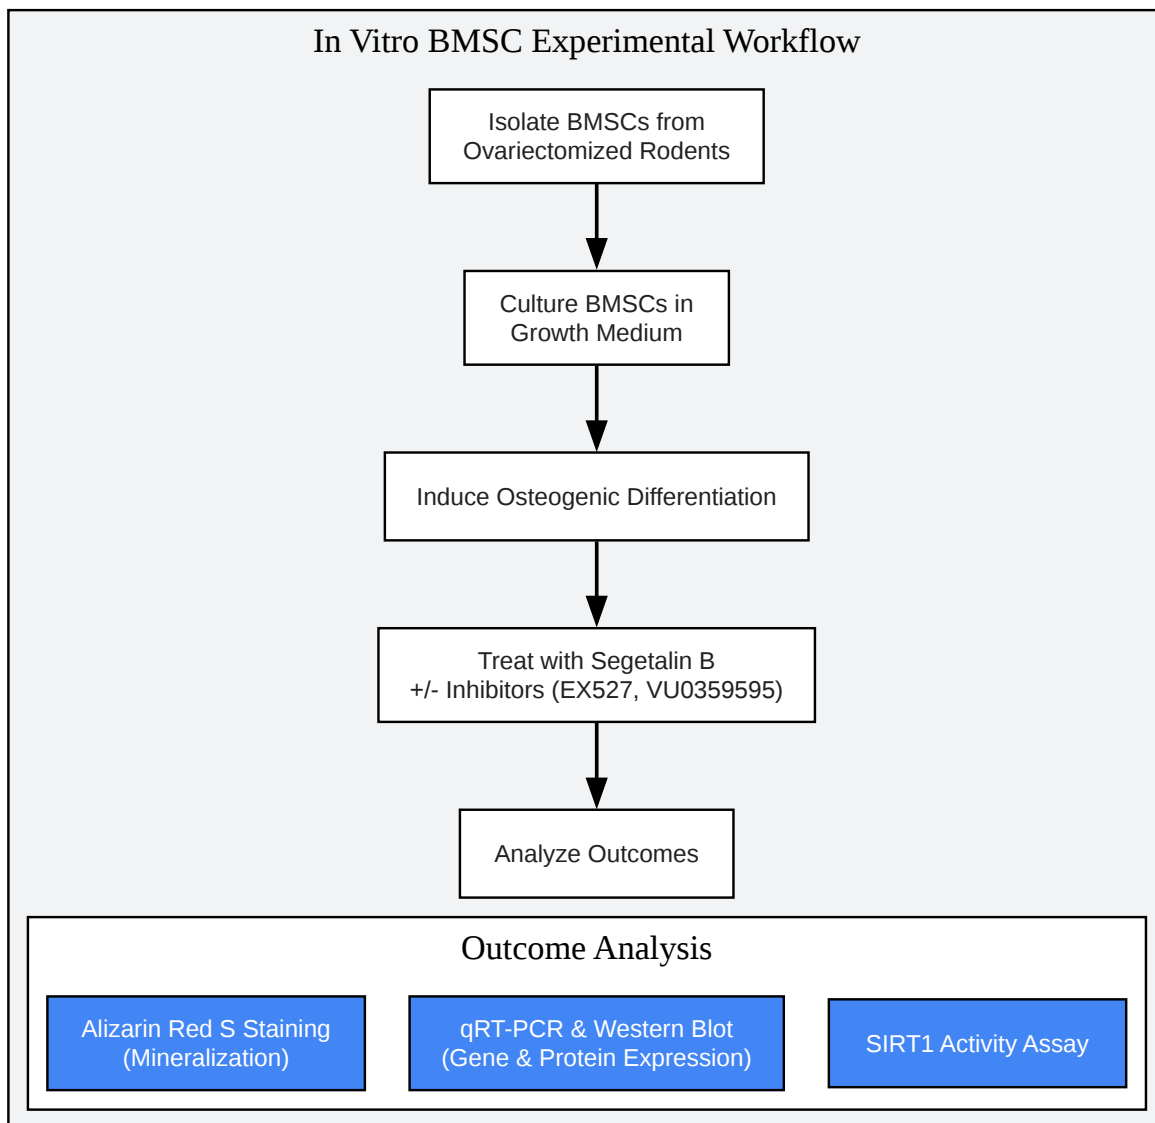 In Vitro BMSC Experimental Workflow
Isolate BMSCs from
Ovariectomized Rodents
Culture BMSCs in
Growth Medium
Induce Osteogenic Differentiation
Treat with Segetalin B
+/- Inhibitors (EX527, VU0359595)
Analyze Outcomes
Outcome Analysis
Alizarin Red S Staining
(Mineralization)
qRT-PCR & Western Blot
(Gene & Protein Expression)
SIRT1 Activity Assay